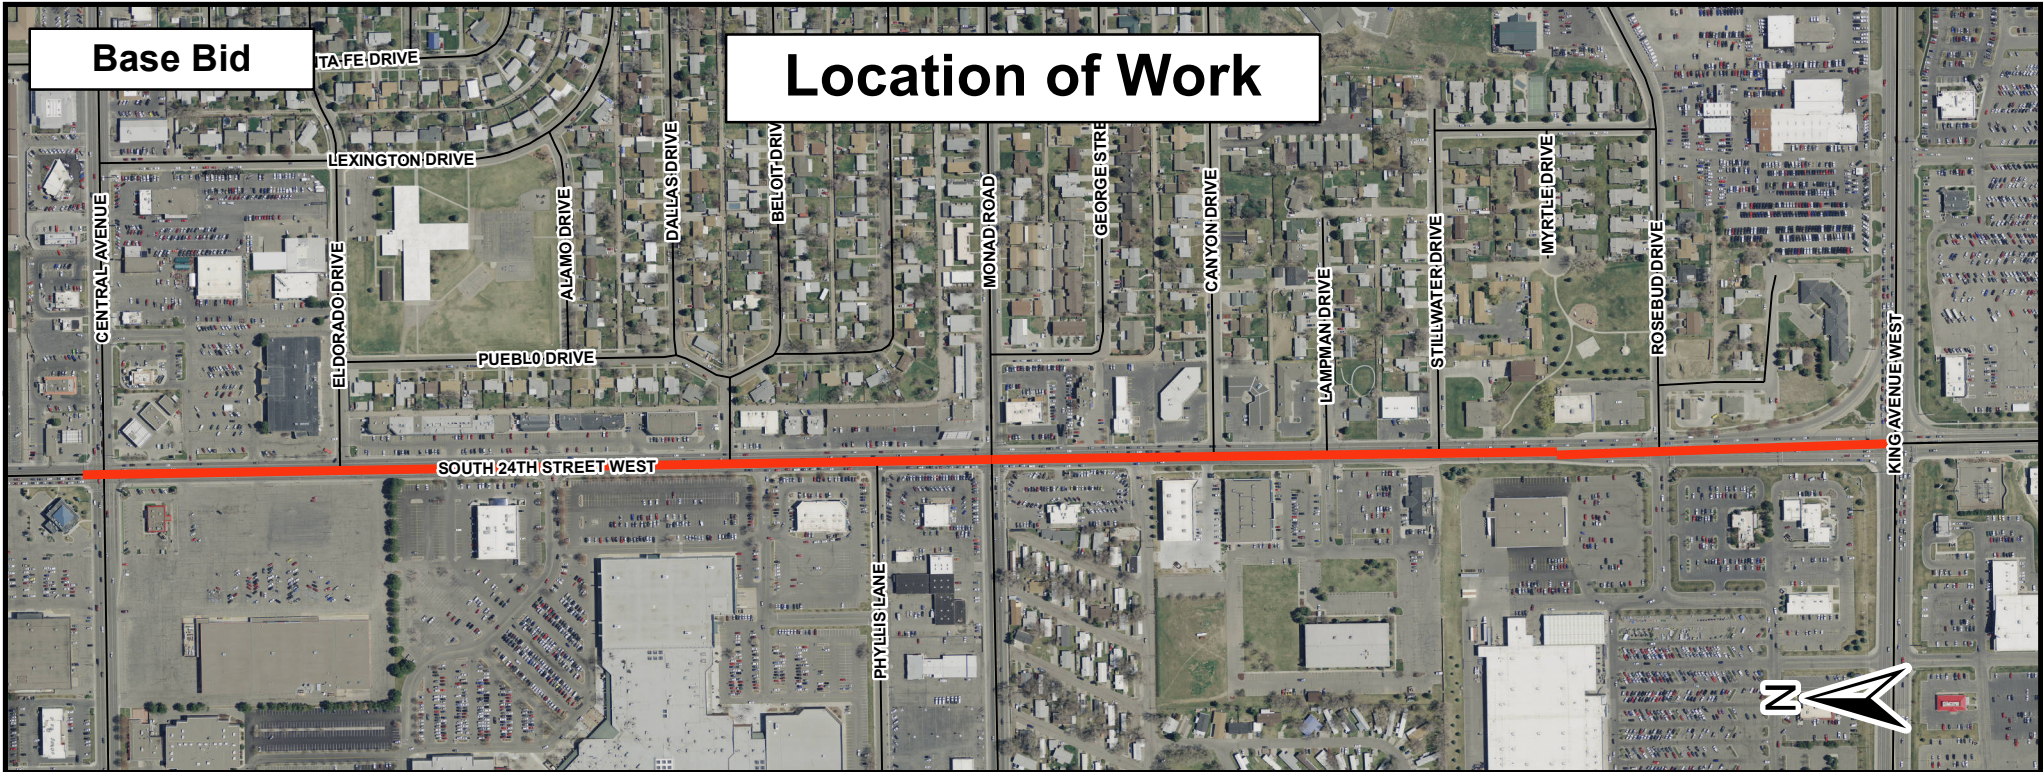 Base Bid
Location of Work
NTA FE DRIVE
LEXINGTON DRIVE
CENTRAL AVENUE
ELDORADO DRIVE
ALAMO DRIVE
DALLAS DRIVE
BELOIT DRIV
MONAD ROAD
GEORGE STRE
CANYON DRIVE
LAMPMAN DRIVE
STILLWATER DRIVE
MYRTLE DRIVE
ROSEBUD DRIVE
KING AVENUE WEST
PUEBL0 DRIVE
SOUTH 24TH STREET WEST
PHYLLIS LANE
N